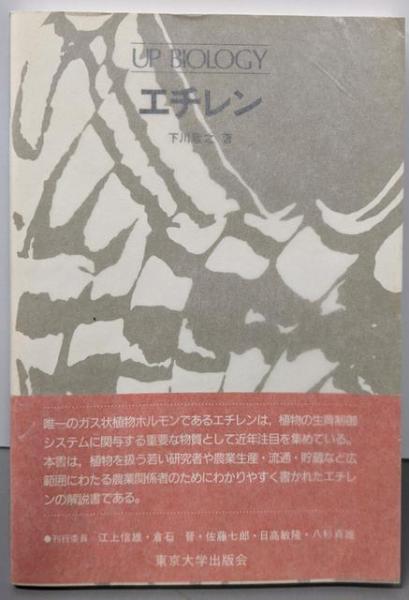 UP BIOLOGY
エチレン
下川敬之 著
唯一のガス状植物ホルモンであるエチレンは，植物の生育制御
システムに関与する重要な物質として近年注目を集めている。
本書は，植物を扱う若い研究者や農業生産・流通・貯蔵など広
範囲にわたる農業関係者のためにわかりやすく書かれたエチレ
ンの解説書である。
●刊行委員 江上信雄・倉石 晉・佐藤七郎・日高敏隆・八杉貞雄
東京大学出版会